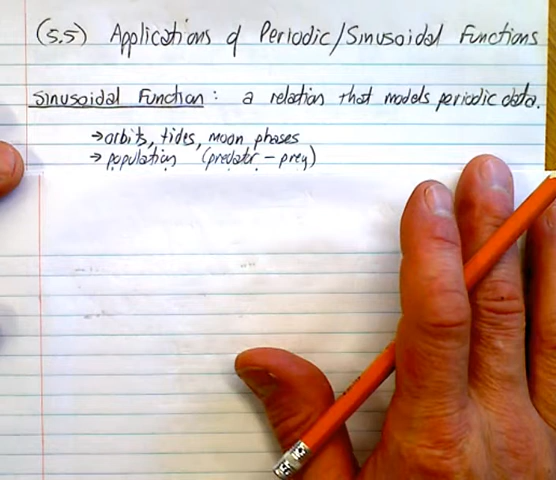 (5.5) Applications of Periodic/Sinusoidal Functions
Sinusoidal Function: a relation that models periodic data.
→ orbits, tides, moon phases
→ population (predator - prey)